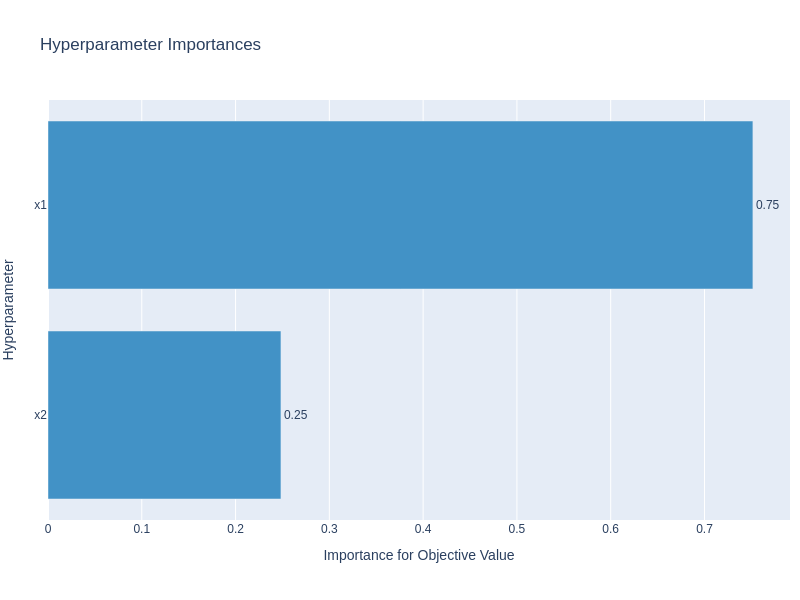 Hyperparameter Importances
Hyperparameter
x1
0.75
x2
0.25
0 0.1 0.2 0.3 0.4 0.5 0.6 0.7
Importance for Objective Value